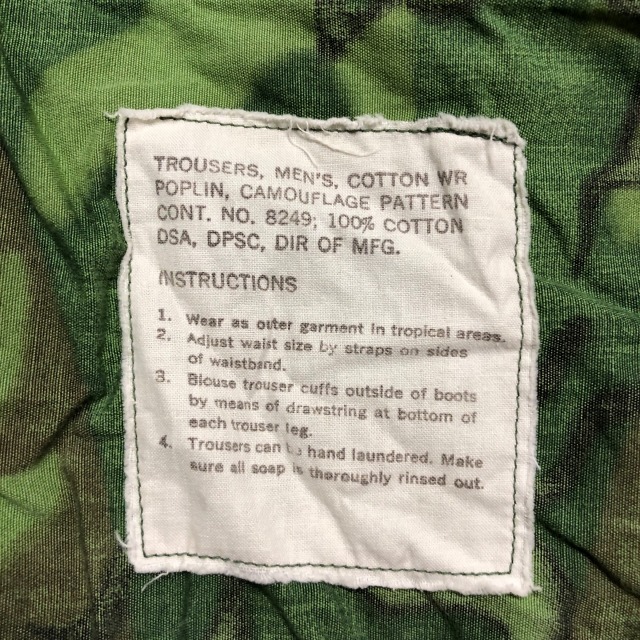 TROUSERS, MEN'S, COTTON WR
POPLIN, CAMOUFLAGE PATTERN
CONT. NO. 8249; 100% COTTON
DSA, DPSC, DIR OF MFG.
INSTRUCTIONS
1. Wear as outer garment in tropical areas.
2. Adjust waist size by straps on sides
of waistband.
3. Blouse trouser cuffs outside of boots
by means of drawstring at bottom of
each trouser leg.
4. Trousers can hand laundered. Make
sure all soap is thoroughly rinsed out.